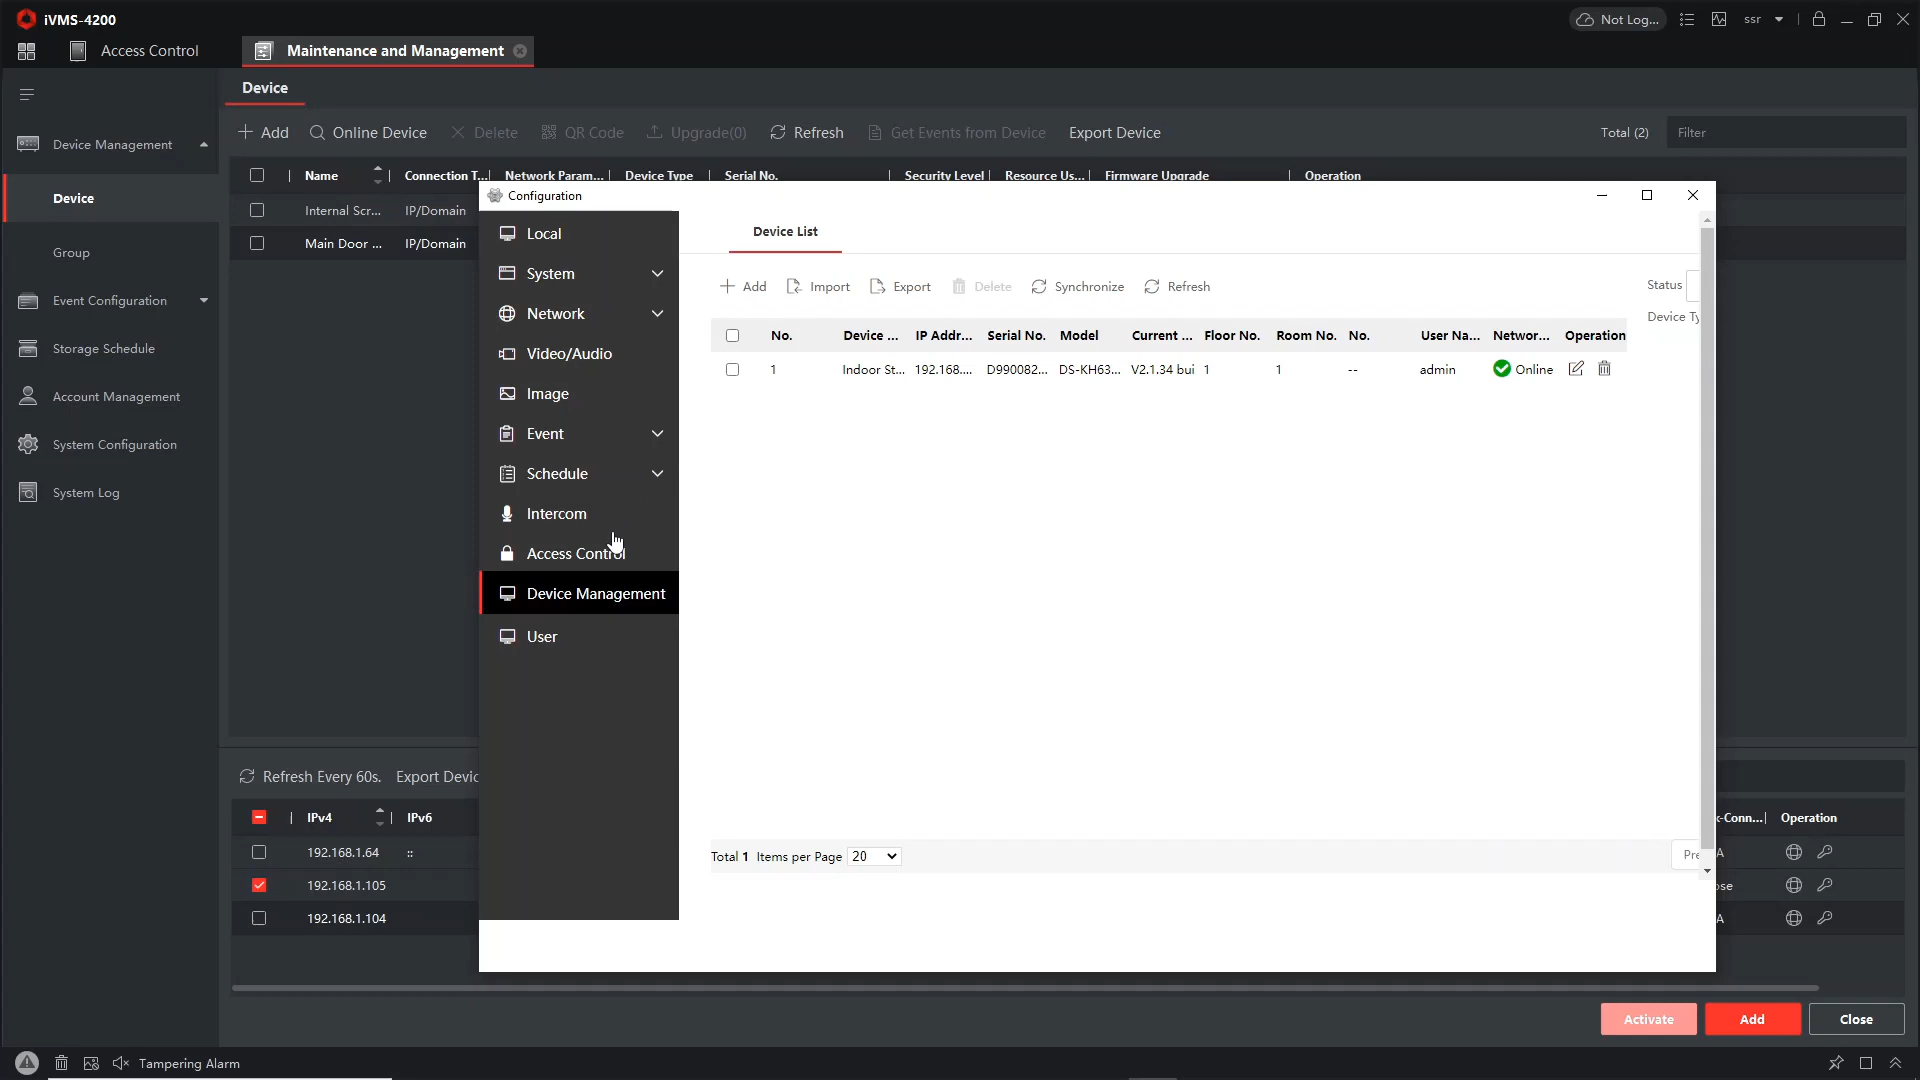 iVMS-4200
Not Log...
ssr
Access Control
Maintenance and Management
Device
Add
Online Device
Delete
QR Code
Upgrade(0)
Refresh
Get Events from Device
Export Device
Total (2)
Filter
Device Management
Device
Group
Event Configuration
Storage Schedule
Account Management
System Configuration
System Log
Name
Connection T...
Network Param...
Device Type
Serial No.
Security Level
Resource Us...
Firmware Upgrade
Operation
Internal Scr...
IP/Domain
Main Door ...
IP/Domain
Configuration
Local
System
Network
Video/Audio
Image
Event
Schedule
Intercom
Access Control
Device Management
User
Device List
Add
Import
Export
Delete
Synchronize
Refresh
Status
Device Ty
No.
Device ...
IP Addr...
Serial No.
Model
Current ...
Floor No.
Room No.
No.
User Na...
Networ...
Operation
1
Indoor St...
192.168....
D990082...
DS-KH63...
V2.1.34 bui
1
1
--
admin
Online
Total 1 Items per Page 20
Pre
Refresh Every 60s.
Export Devic
IPv4
IPv6
-Conn...
Operation
192.168.1.64
::
A
192.168.1.105
ose
192.168.1.104
A
Activate
Add
Close
Tampering Alarm